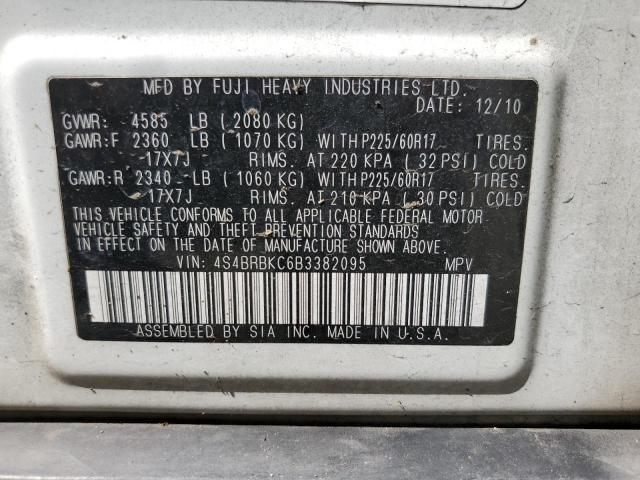 MFD BY FUJI HEAVY INDUSTRIES LTD.
DATE: 12/10
GVWR: 4585 LB (2080 KG)
GAWR:F 2360 LB (1070 KG) WITH P225/60R17 TIRES.
17X7J RIMS. AT 220 KPA (32 PSI) COLD
GAWR:R 2340 LB (1060 KG) WITH P225/60R17 TIRES.
17X7J RIMS. AT 210 KPA (30 PSI) COLD
THIS VEHICLE CONFORMS TO ALL APPLICABLE FEDERAL MOTOR
VEHICLE SAFETY AND THEFT PREVENTION STANDARDS
IN EFFECT ON THE DATE OF MANUFACTURE SHOWN ABOVE.
VIN: 4S4BRBKC6B3382095 MPV
ASSEMBLED BY SIA INC. MADE IN U.S.A.